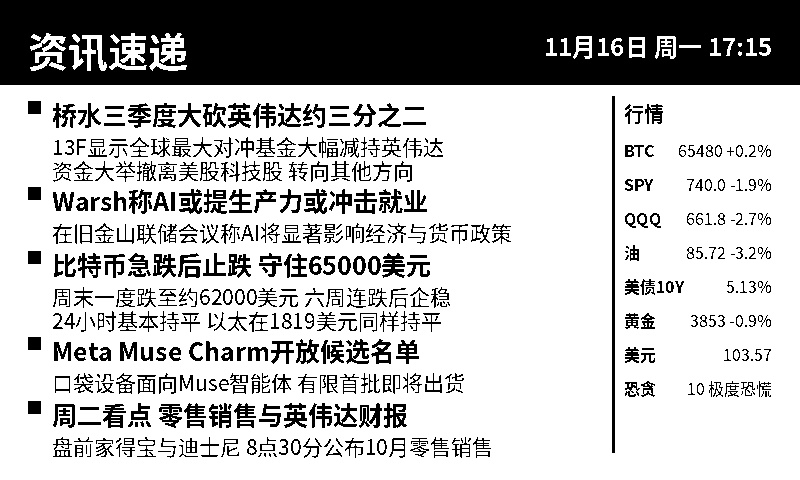 资讯速递
11月16日 周一 17:15
桥水三季度大砍英伟达约三分之二
13F显示全球最大对冲基金大幅减持英伟达
资金大举撤离美股科技股 转向其他方向
Warsh称AI或提生产力或冲击就业
在旧金山联储会议称AI将显著影响经济与货币政策
比特币急跌后止跌 守住65000美元
周末一度跌至约62000美元 六周连跌后企稳
24小时基本持平 以太在1819美元同样持平
Meta Muse Charm开放候选名单
口袋设备面向Muse智能体 有限首批即将出货
周二看点 零售销售与英伟达财报
盘前家得宝与迪士尼 8点30分公布10月零售销售
行情
BTC 65480 +0.2%
SPY 740.0 -1.9%
QQQ 661.8 -2.7%
油 85.72 -3.2%
美债10Y 5.13%
黄金 3853 -0.9%
美元 103.57
恐贪 10 极度恐慌